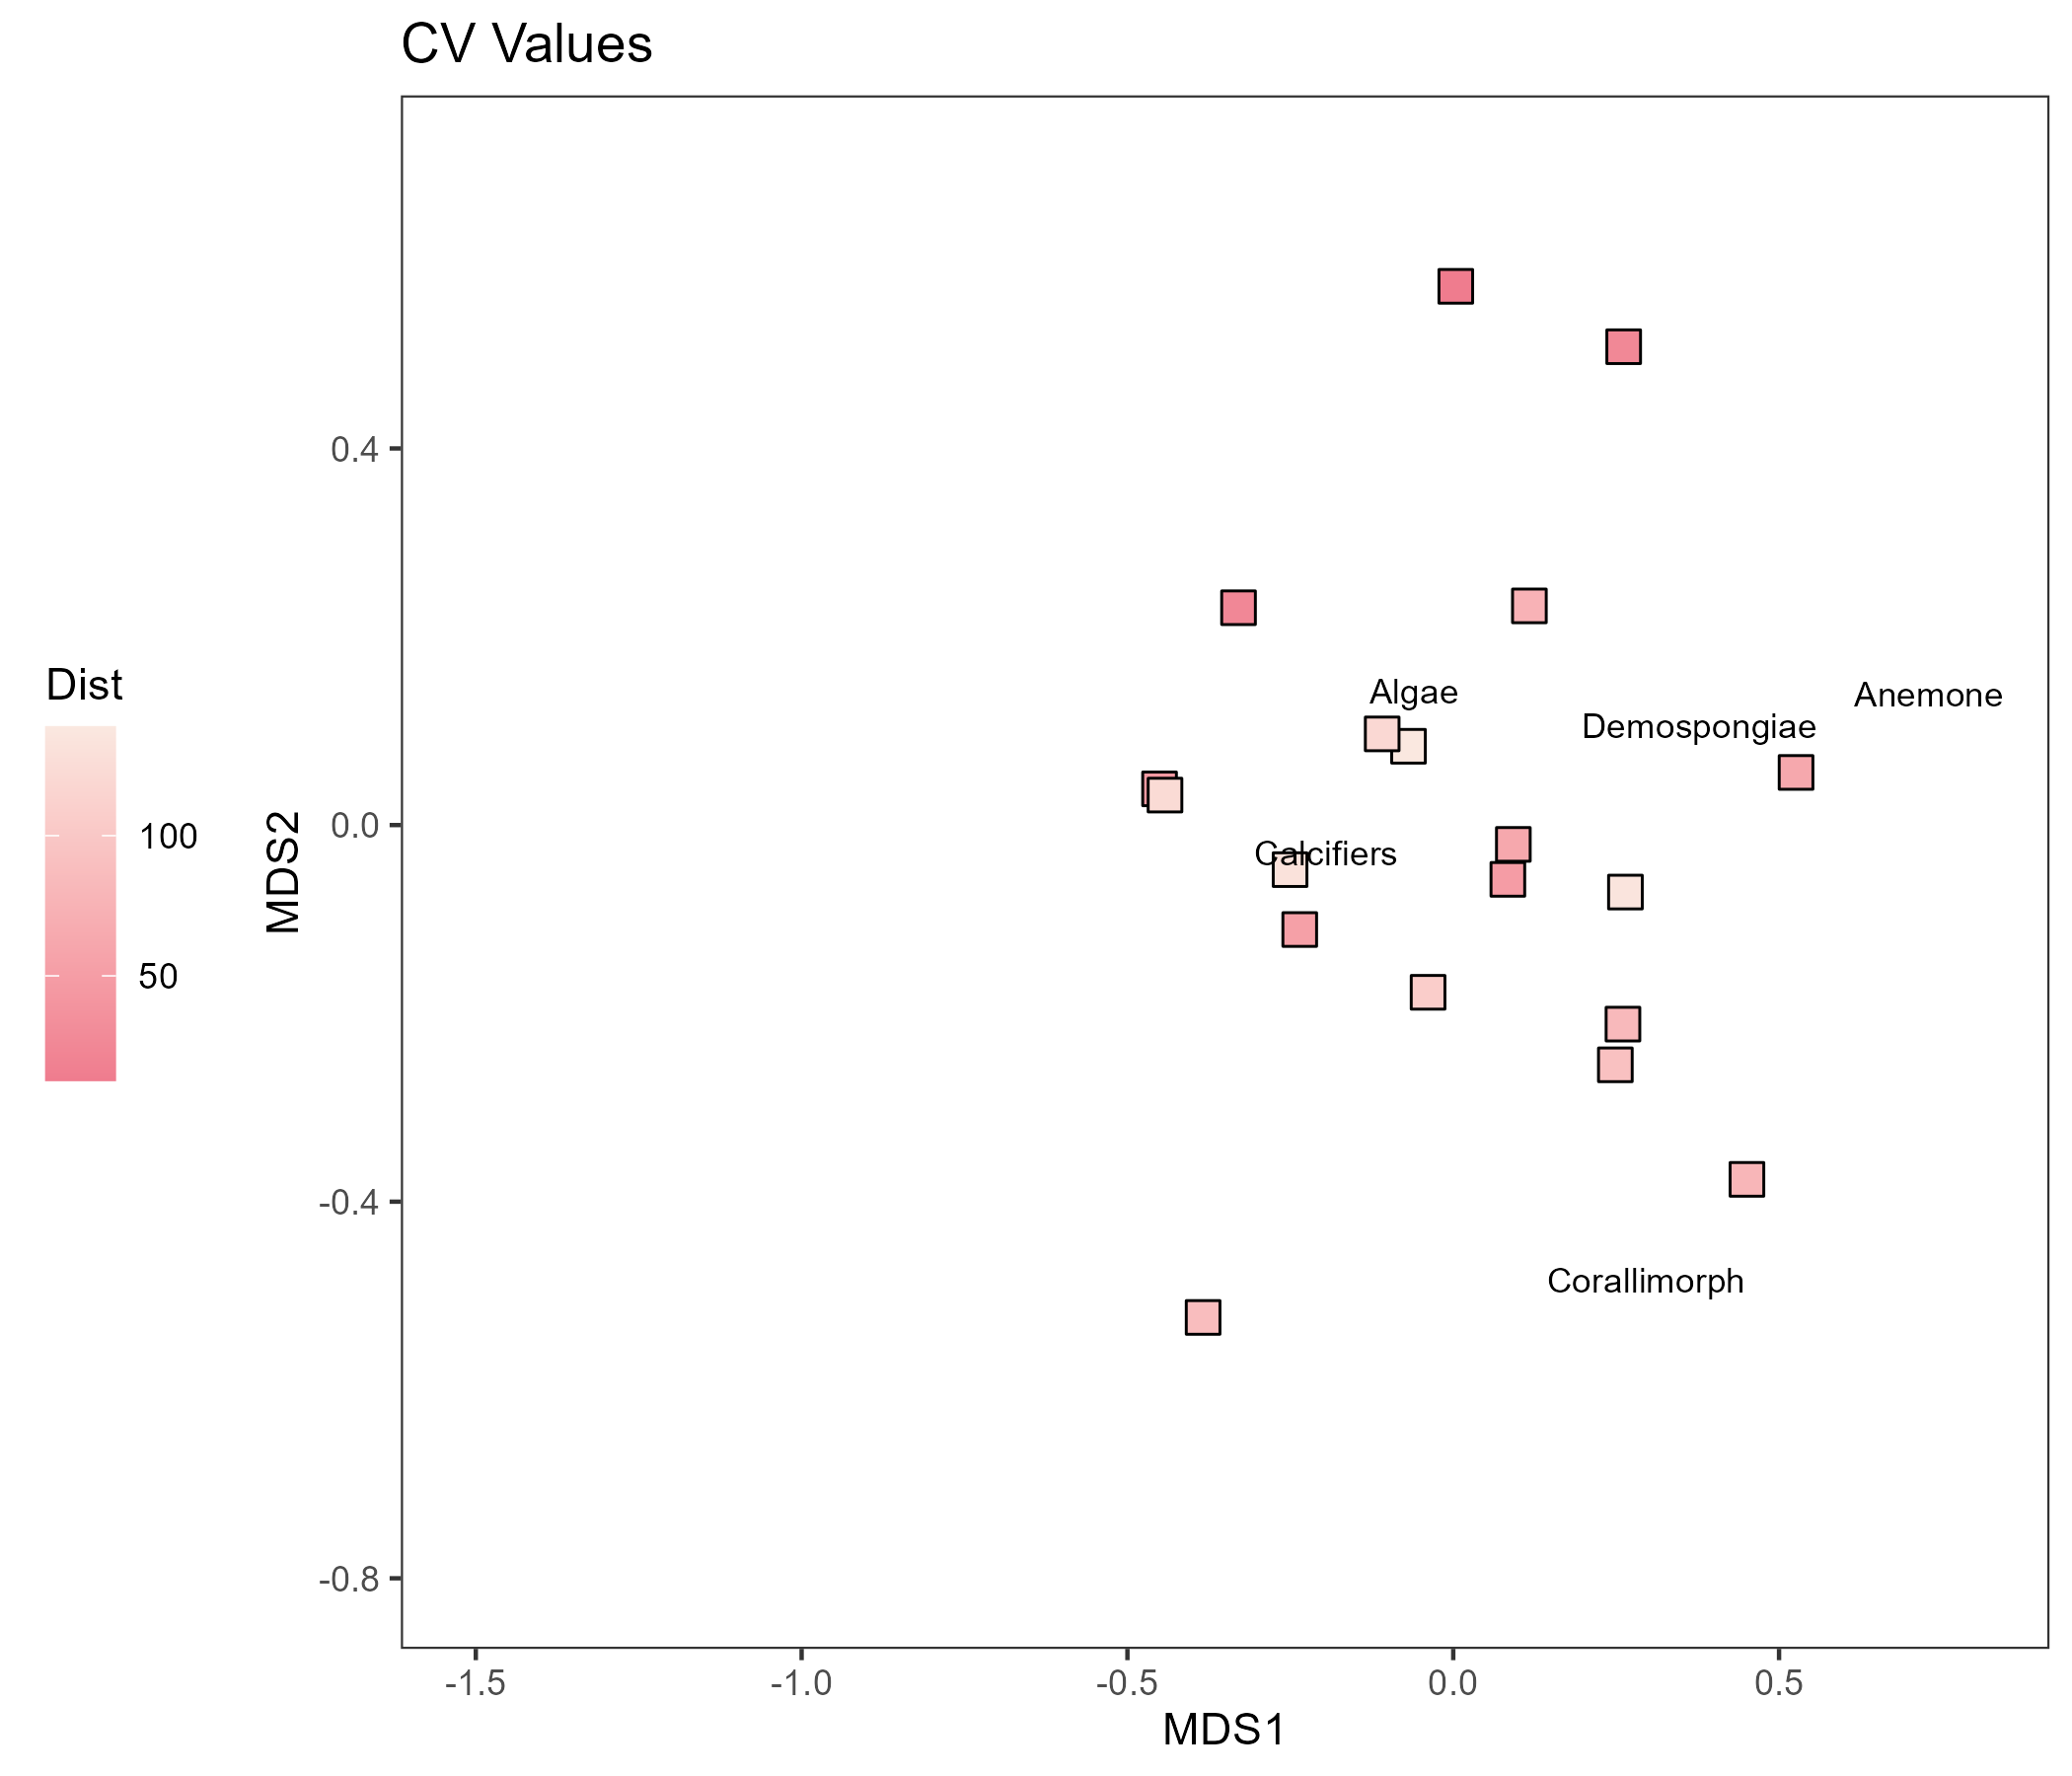 CV Values
Dist
100
50
MDS2
0.4
0.0
-0.4
-0.8
Algae
Anemone
Demospongiae
Calcifiers
Corallimorph
-1.5
-1.0
-0.5
0.0
0.5
MDS1